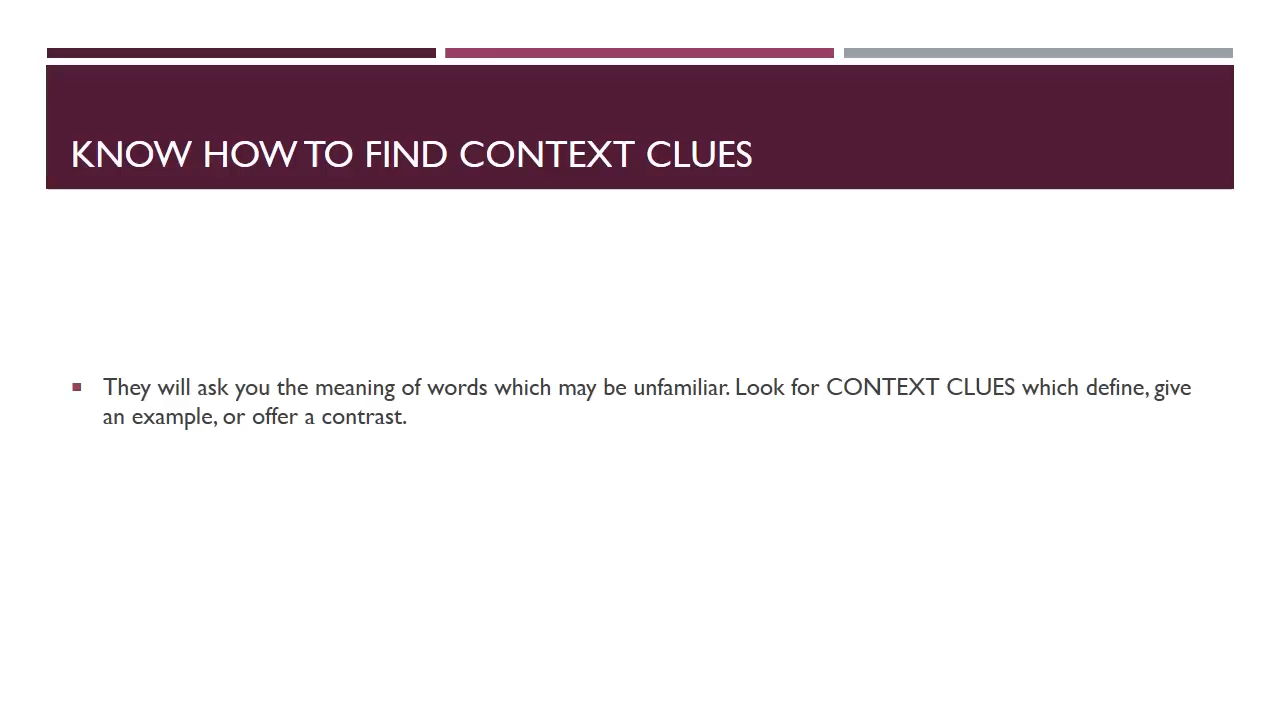 KNOW HOW TO FIND CONTEXT CLUES
They will ask you the meaning of words which may be unfamiliar. Look for CONTEXT CLUES which define, give
an example, or offer a contrast.